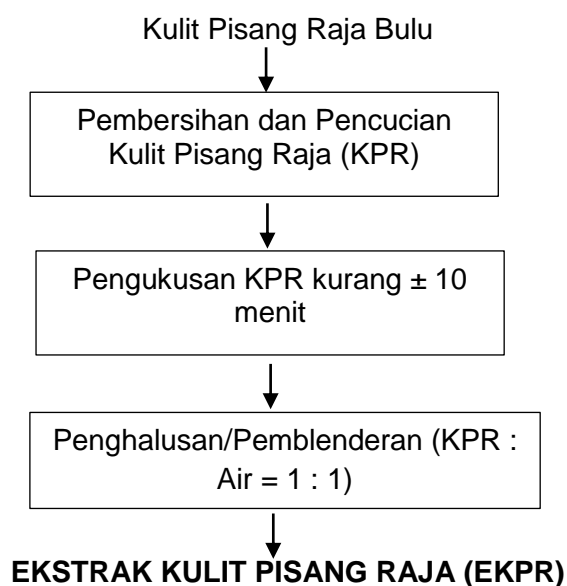 Kulit Pisang Raja Bulu
Pembersihan dan Pencucian
Kulit Pisang Raja (KPR)
Pengukusan KPR kurang ± 10
menit
Penghalusan/Pemblenderan (KPR :
Air = 1 : 1)
EKSTRAK KULIT PISANG RAJA (EKPR)